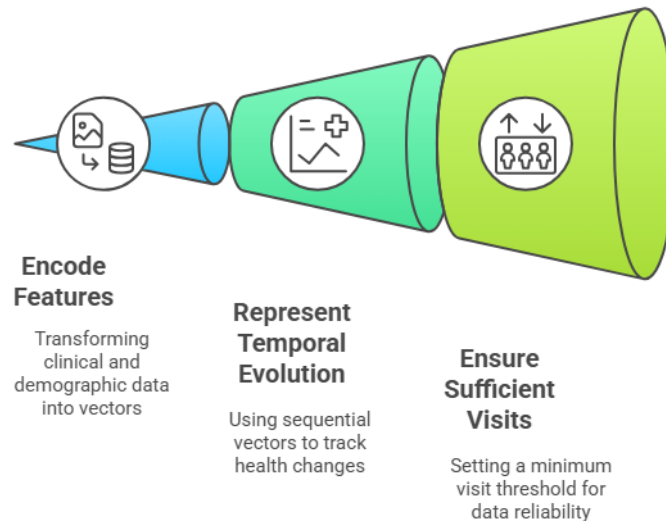 Encode
Features
Transforming
clinical and
demographic data
into vectors
Represent
Temporal
Evolution
Using sequential
vectors to track
health changes
Ensure
Sufficient
Visits
Setting a minimum
visit threshold for
data reliability